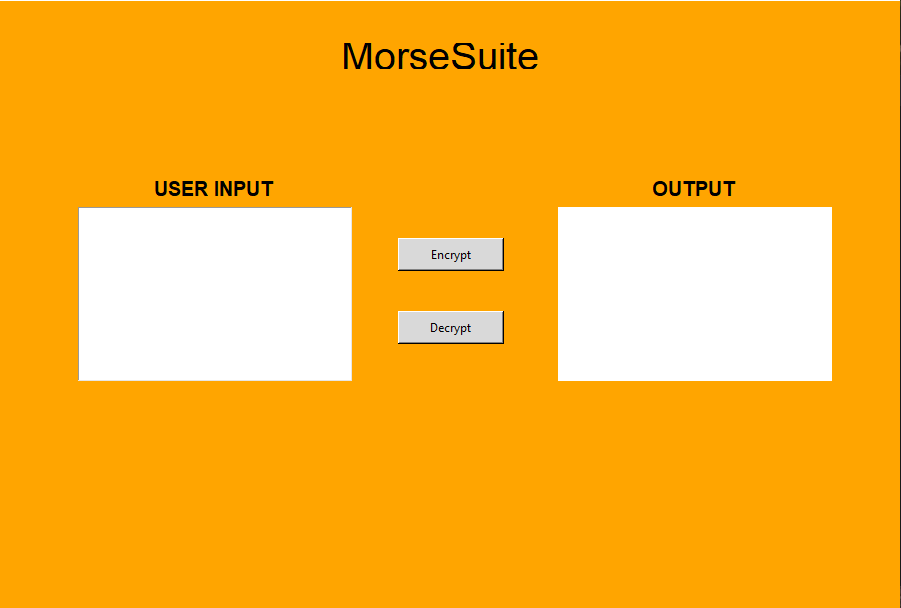 MorseSuite
USER INPUT
OUTPUT
Encrypt
Decrypt